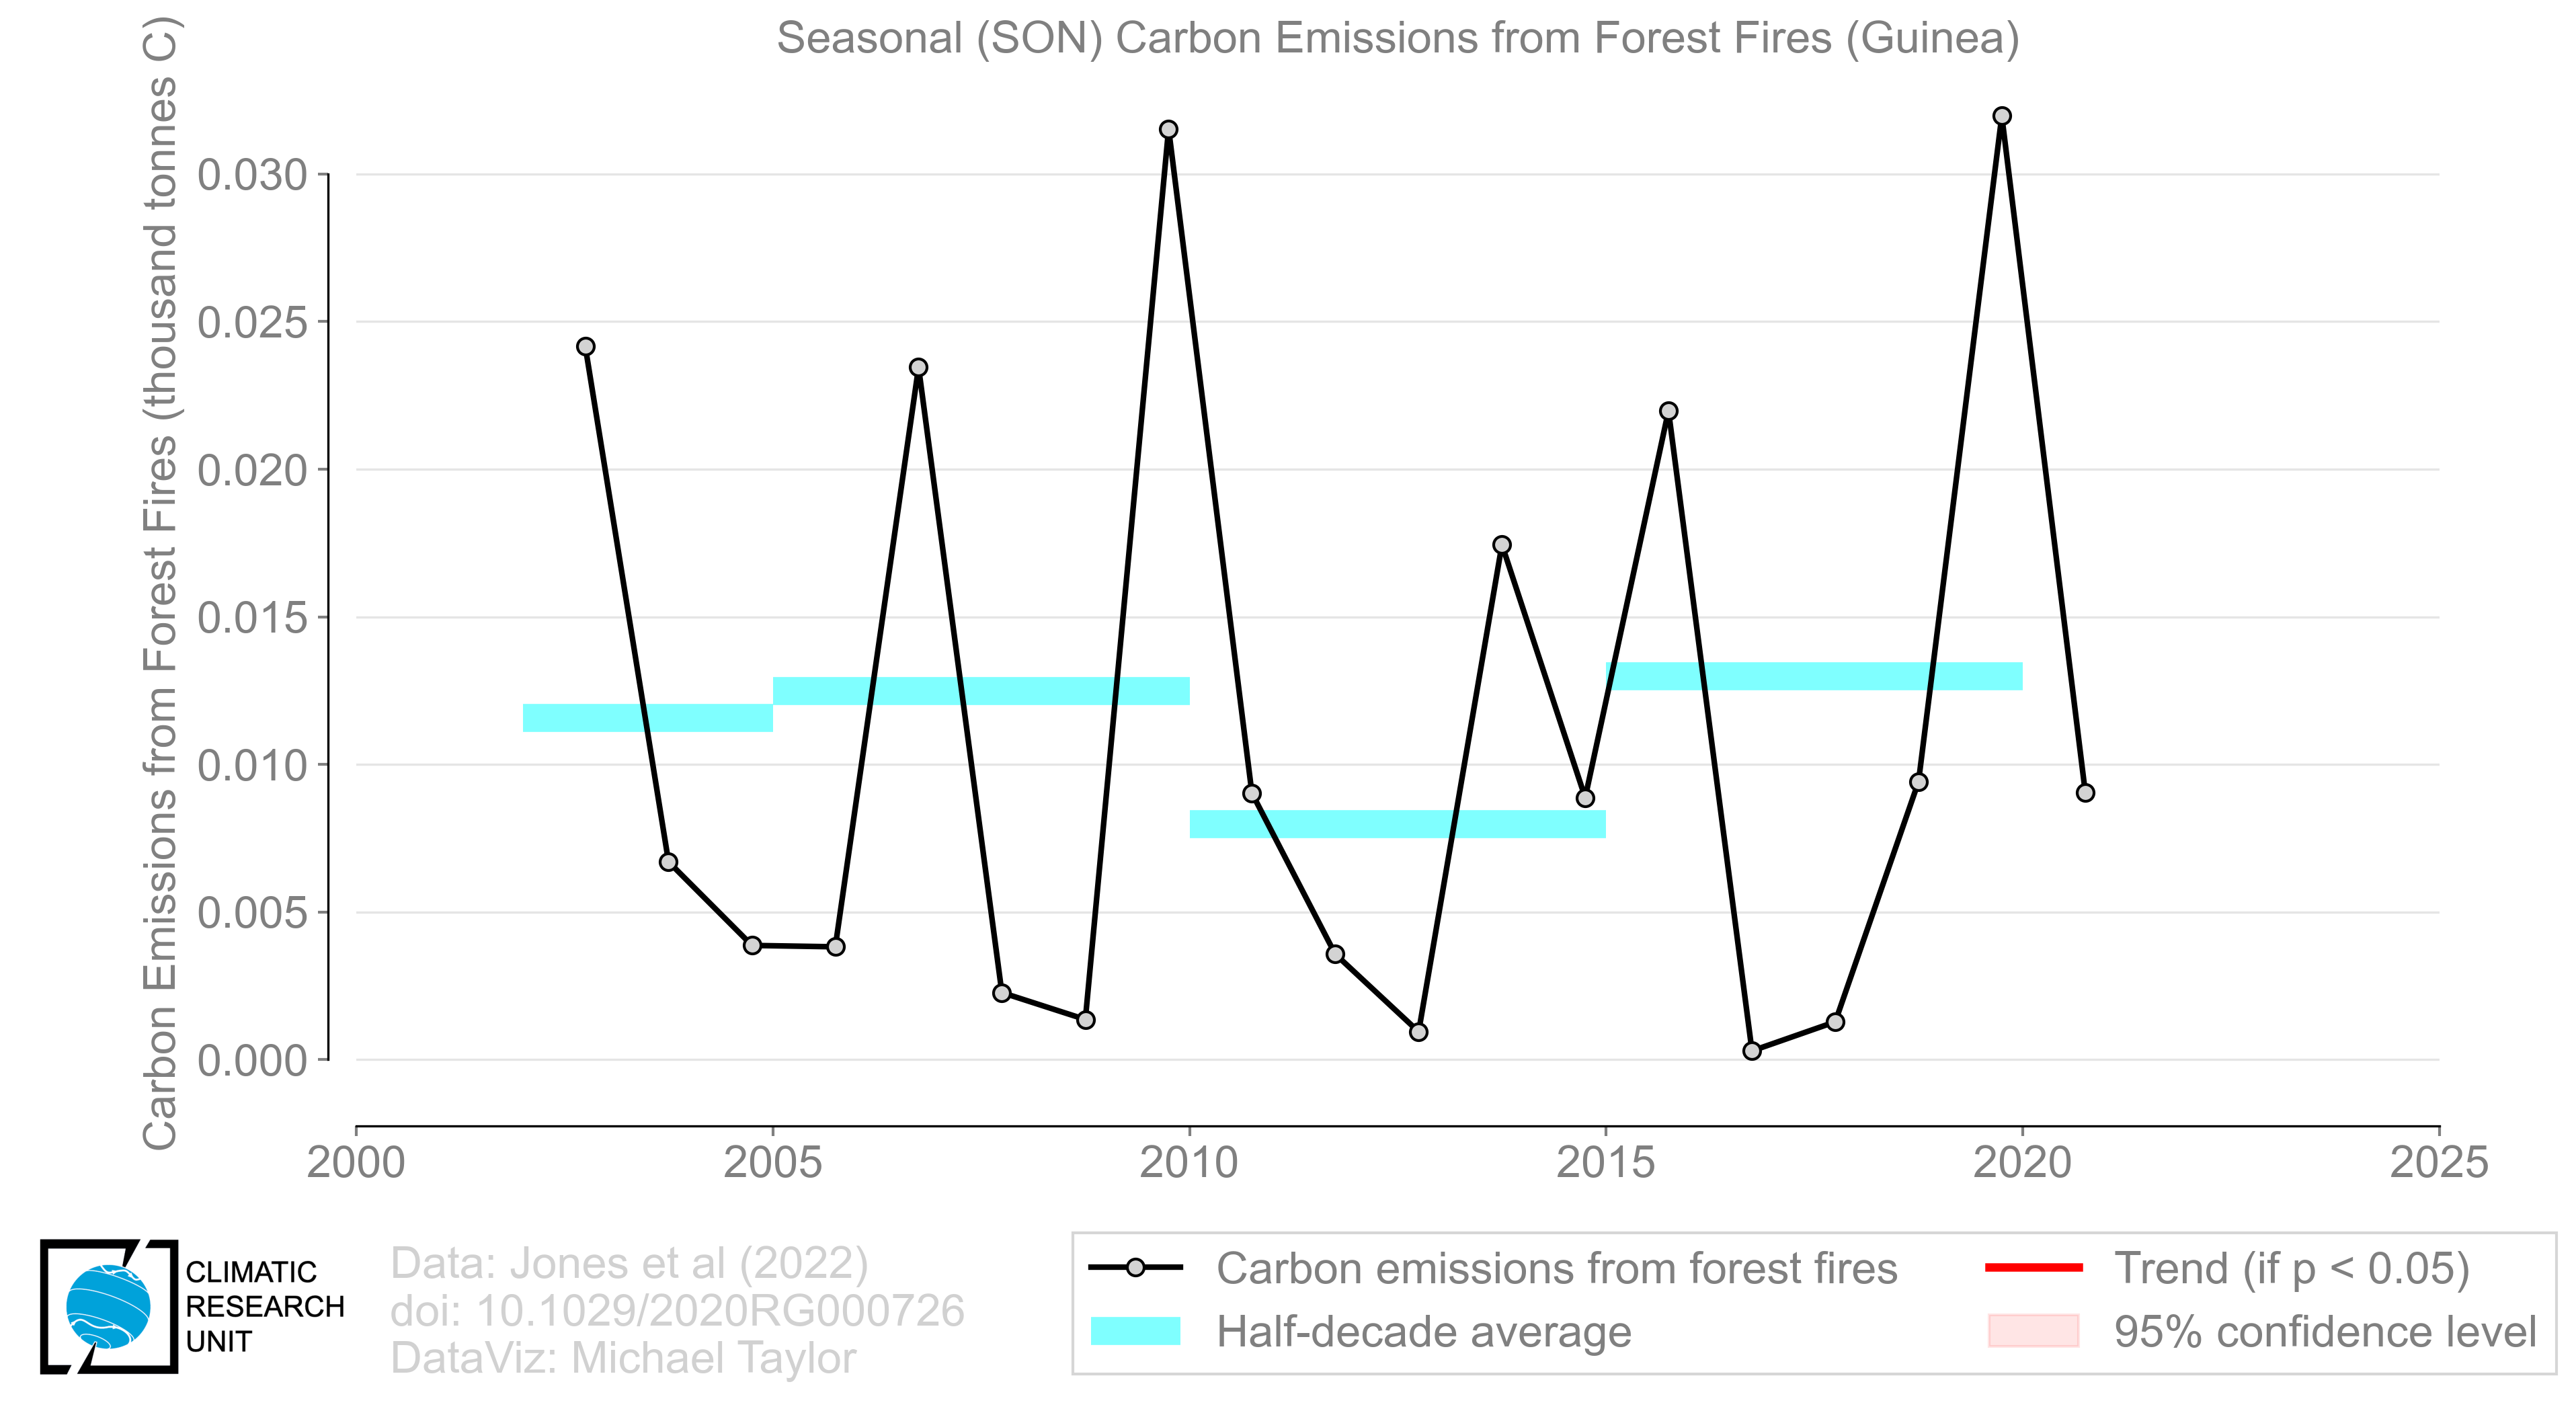 Seasonal (SON) Carbon Emissions from Forest Fires (Guinea)
Carbon Emissions from Forest Fires (thousand tonnes C)
0.030
0.025
0.020
0.015
0.010
0.005
0.000
2000 2005 2010 2015 2020 2025
CLIMATIC
RESEARCH
UNIT
Data: Jones et al (2022)
doi: 10.1029/2020RG000726
DataViz: Michael Taylor
Carbon emissions from forest fires
Half-decade average
Trend (if p < 0.05)
95% confidence level